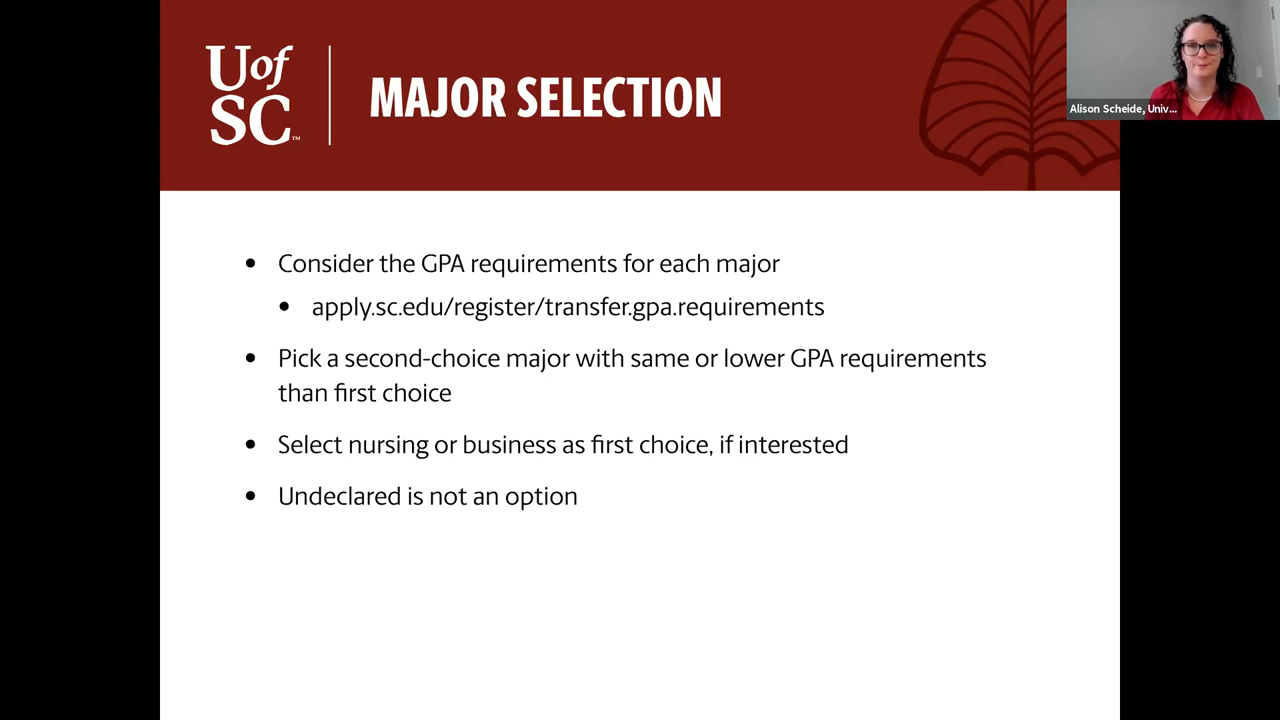 UofSC™
MAJOR SELECTION
Alison Scheide, Univ...
• Consider the GPA requirements for each major
• apply.sc.edu/register/transfer.gpa.requirements
• Pick a second-choice major with same or lower GPA requirements
than first choice
• Select nursing or business as first choice, if interested
• Undeclared is not an option